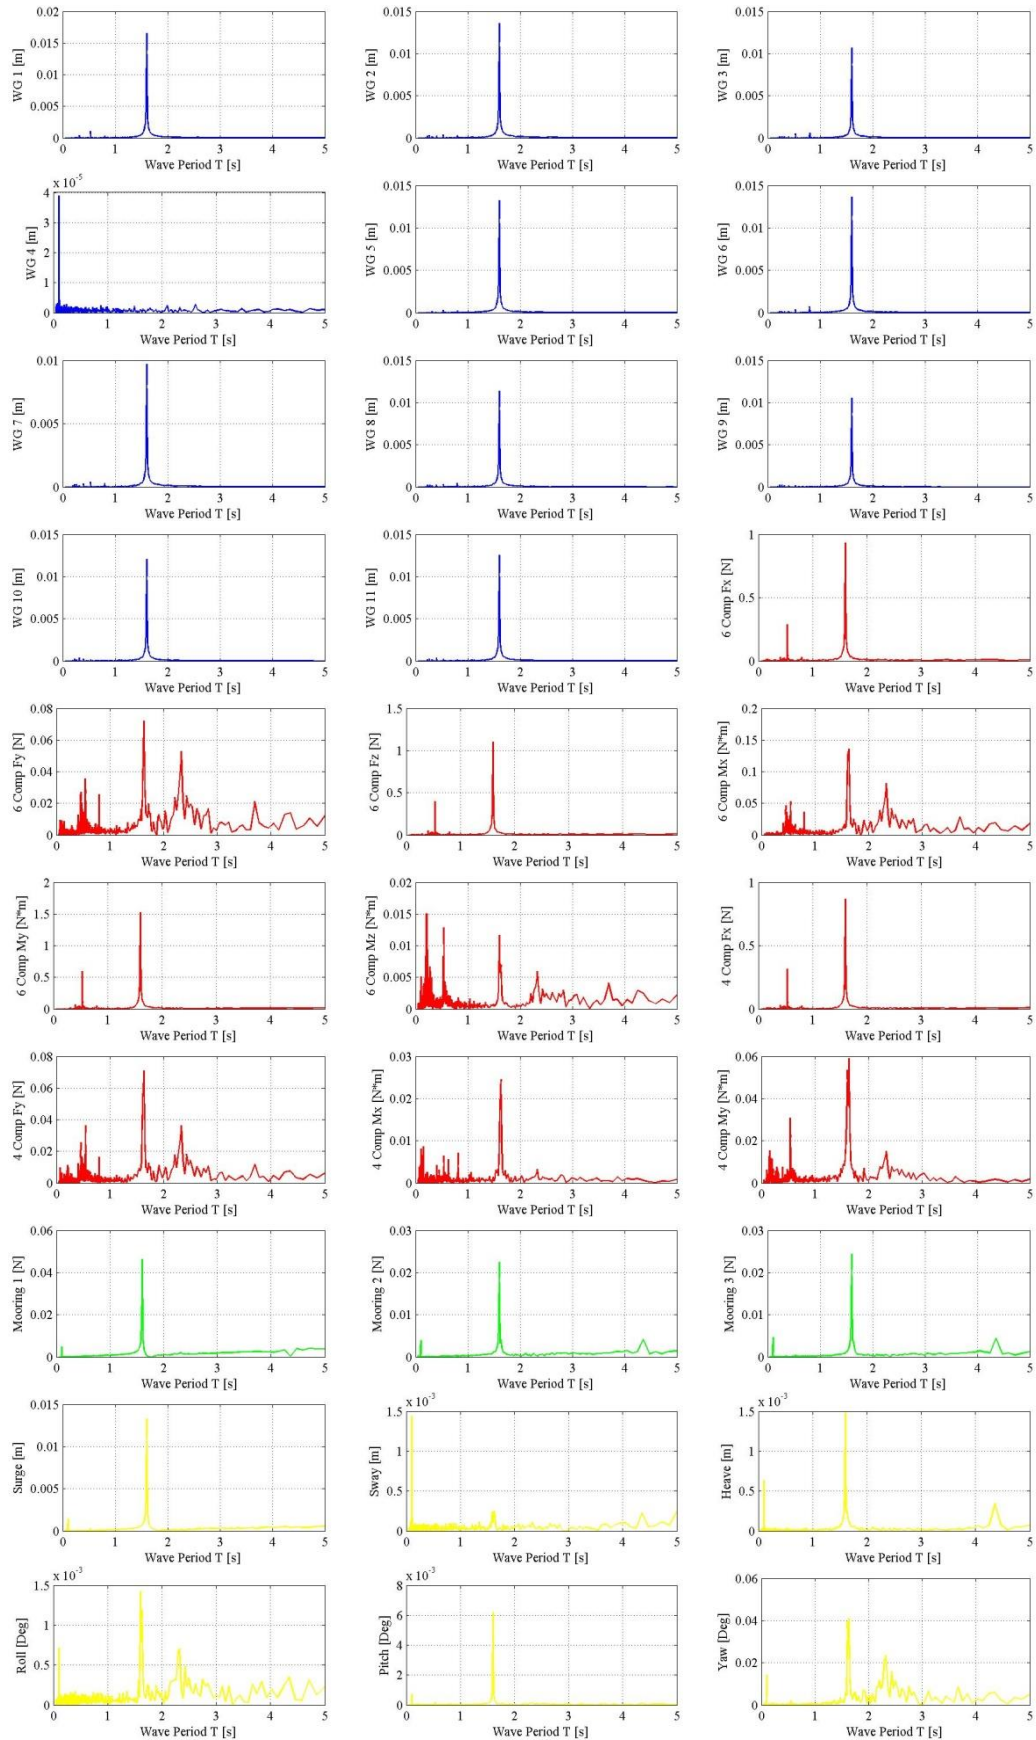 0.02 0.015 0.01 0.005 0 WG 1 [m] 0 1 2 3 4 5 Wave Period T [s]
0.015 0.01 0.005 0 WG 2 [m] 0 1 2 3 4 5 Wave Period T [s]
0.015 0.01 0.005 0 WG 3 [m] 0 1 2 3 4 5 Wave Period T [s]
x 10^-5 4 3 2 1 0 WG 4 [m] 0 1 2 3 4 5 Wave Period T [s]
0.015 0.01 0.005 0 WG 5 [m] 0 1 2 3 4 5 Wave Period T [s]
0.015 0.01 0.005 0 WG 6 [m] 0 1 2 3 4 5 Wave Period T [s]
0.01 0.005 0 WG 7 [m] 0 1 2 3 4 5 Wave Period T [s]
0.015 0.01 0.005 0 WG 8 [m] 0 1 2 3 4 5 Wave Period T [s]
0.015 0.01 0.005 0 WG 9 [m] 0 1 2 3 4 5 Wave Period T [s]
0.015 0.01 0.005 0 WG 10 [m] 0 1 2 3 4 5 Wave Period T [s]
0.015 0.01 0.005 0 WG 11 [m] 0 1 2 3 4 5 Wave Period T [s]
1 0.5 0 6 Comp Fx [N] 0 1 2 3 4 5 Wave Period T [s]
0.08 0.06 0.04 0.02 0 6 Comp Fy [N] 0 1 2 3 4 5 Wave Period T [s]
1.5 1 0.5 0 6 Comp Fz [N] 0 1 2 3 4 5 Wave Period T [s]
0.2 0.15 0.1 0.05 0 6 Comp Mx [N*m] 0 1 2 3 4 5 Wave Period T [s]
2 1.5 1 0.5 0 6 Comp My [N*m] 0 1 2 3 4 5 Wave Period T [s]
0.02 0.015 0.01 0.005 0 6 Comp Mz [N*m] 0 1 2 3 4 5 Wave Period T [s]
1 0.5 0 4 Comp Fx [N] 0 1 2 3 4 5 Wave Period T [s]
0.08 0.06 0.04 0.02 0 4 Comp Fy [N] 0 1 2 3 4 5 Wave Period T [s]
0.03 0.02 0.01 0 4 Comp Mx [N*m] 0 1 2 3 4 5 Wave Period T [s]
0.06 0.04 0.02 0 4 Comp My [N*m] 0 1 2 3 4 5 Wave Period T [s]
0.06 0.04 0.02 0 Mooring 1 [N] 0 1 2 3 4 5 Wave Period T [s]
0.03 0.02 0.01 0 Mooring 2 [N] 0 1 2 3 4 5 Wave Period T [s]
0.03 0.02 0.01 0 Mooring 3 [N] 0 1 2 3 4 5 Wave Period T [s]
0.015 0.01 0.005 0 Surge [m] 0 1 2 3 4 5 Wave Period T [s]
x 10^-3 1.5 1 0.5 0 Sway [m] 0 1 2 3 4 5 Wave Period T [s]
x 10^-3 1.5 1 0.5 0 Heave [m] 0 1 2 3 4 5 Wave Period T [s]
x 10^-3 1.5 1 0.5 0 Roll [Deg] 0 1 2 3 4 5 Wave Period T [s]
x 10^-3 8 6 4 2 0 Pitch [Deg] 0 1 2 3 4 5 Wave Period T [s]
0.06 0.04 0.02 0 Yaw [Deg] 0 1 2 3 4 5 Wave Period T [s]